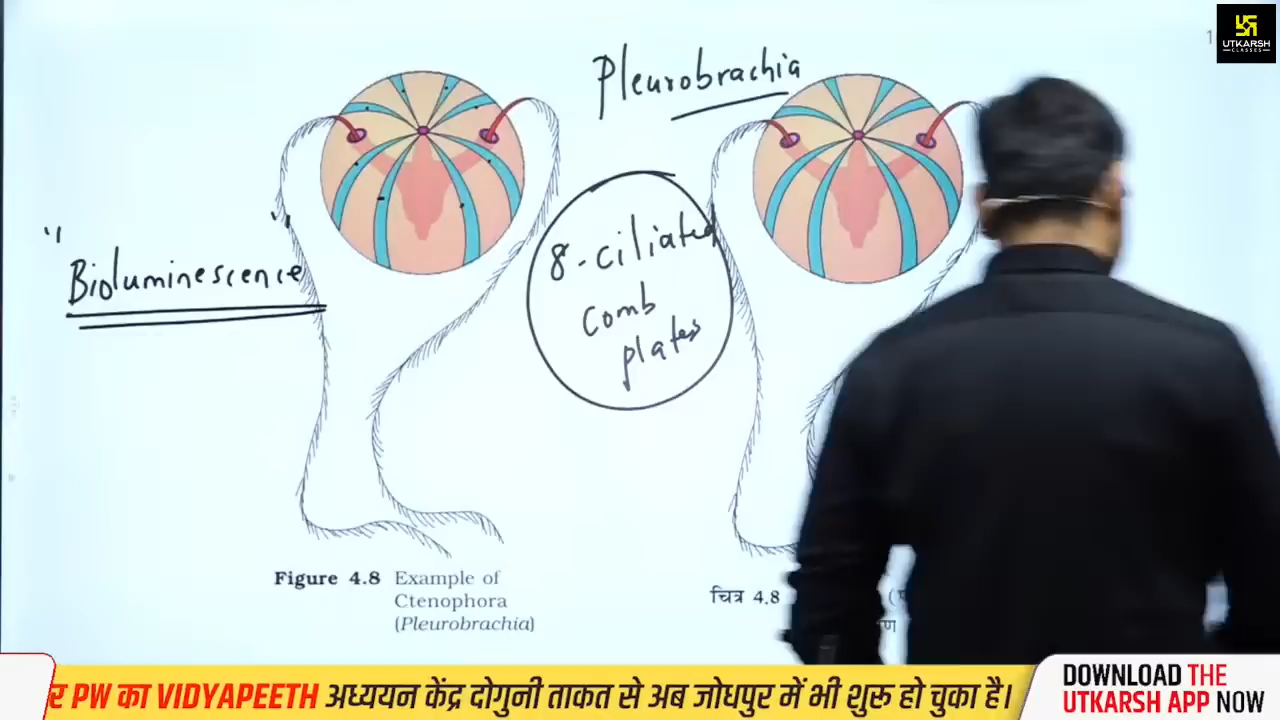 UTKARSH
CLASSES
Pleurobrachia
"Bioluminescence"
8-ciliated
comb
plates
Figure 4.8 Example of
Ctenophora
(Pleurobrachia)
चित्र 4.8
र PW का VIDYAPEETH अध्ययन केंद्र दोगुनी ताकत से अब जोधपुर में भी शुरू हो चुका है।
DOWNLOAD THE
UTKARSH APP NOW